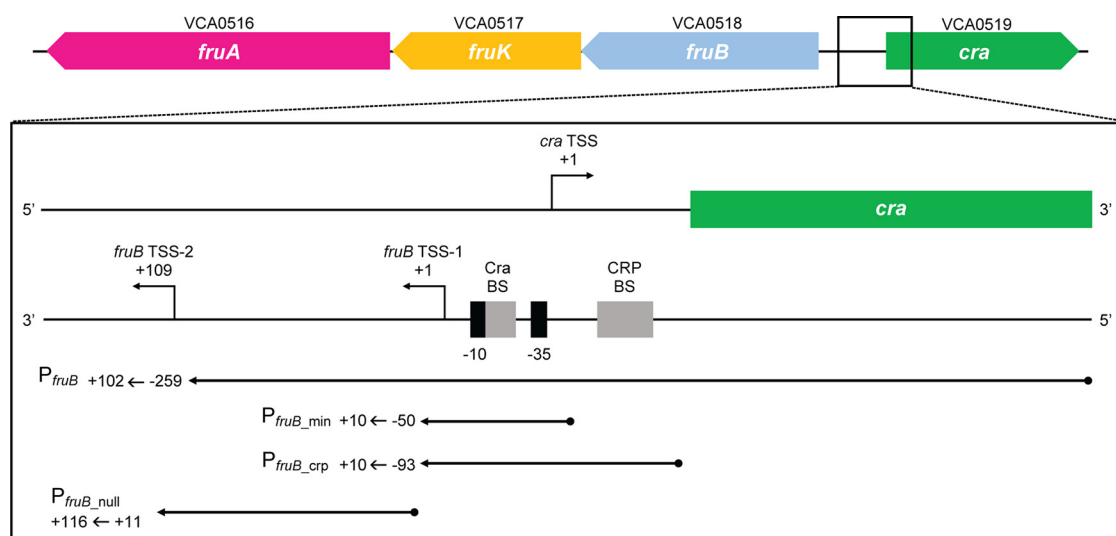 VCA0516 VCA0517 VCA0518 VCA0519
fruA fruK fruB cra
cra TSS
+1
5’ cra 3’
fruB TSS-2
+109
fruB TSS-1
+1
Cra
BS
CRP
BS
3’ 5’
-10 -35
PfruB +102 ← -259
PfruB_min +10 ← -50
PfruB_crp +10 ← -93
PfruB_null
+116 ← +11